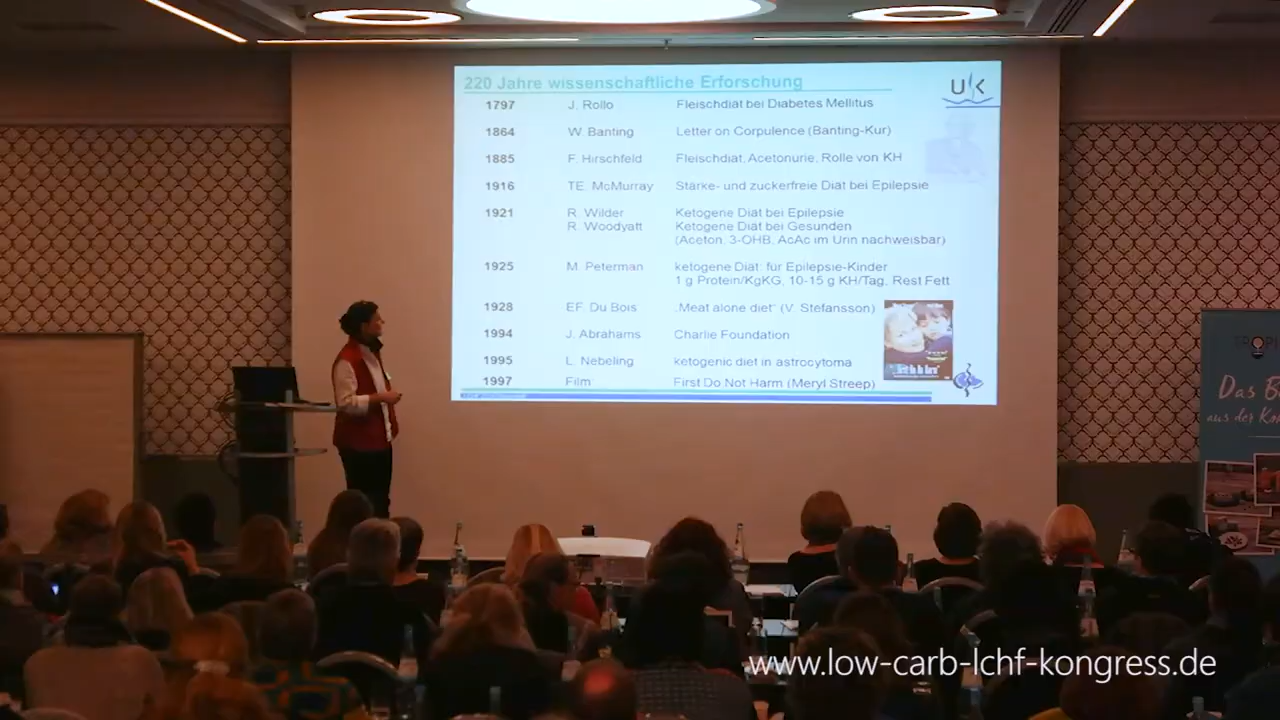 220 Jahre wissenschaftliche Erforschung
UK
1797 J. Rollo Fleischdiät bei Diabetes Mellitus
1864 W. Banting Letter on Corpulence (Banting-Kur)
1885 F. Hirschfeld Fleischdiät, Acetonurie, Rolle von KH
1916 TE. McMurray Stärke- und zuckerfreie Diät bei Epilepsie
1921 R. Wilder Ketogene Diät bei Epilepsie
R. Woodyatt Ketogene Diät bei Gesunden
(Aceton, 3-OHB, AcAc im Urin nachweisbar)
1925 M. Peterman ketogene Diät: für Epilepsie-Kinder
1 g Protein/KgKG, 10-15 g KH/Tag, Rest Fett
1928 EF. Du Bois „Meat alone diet" (V. Stefansson)
1994 J. Abrahams Charlie Foundation
1995 L. Nebeling ketogenic diet in astrocytoma
1997 Film First Do Not Harm (Meryl Streep)
Das
aus der
www.low-carb-lchf-kongress.de